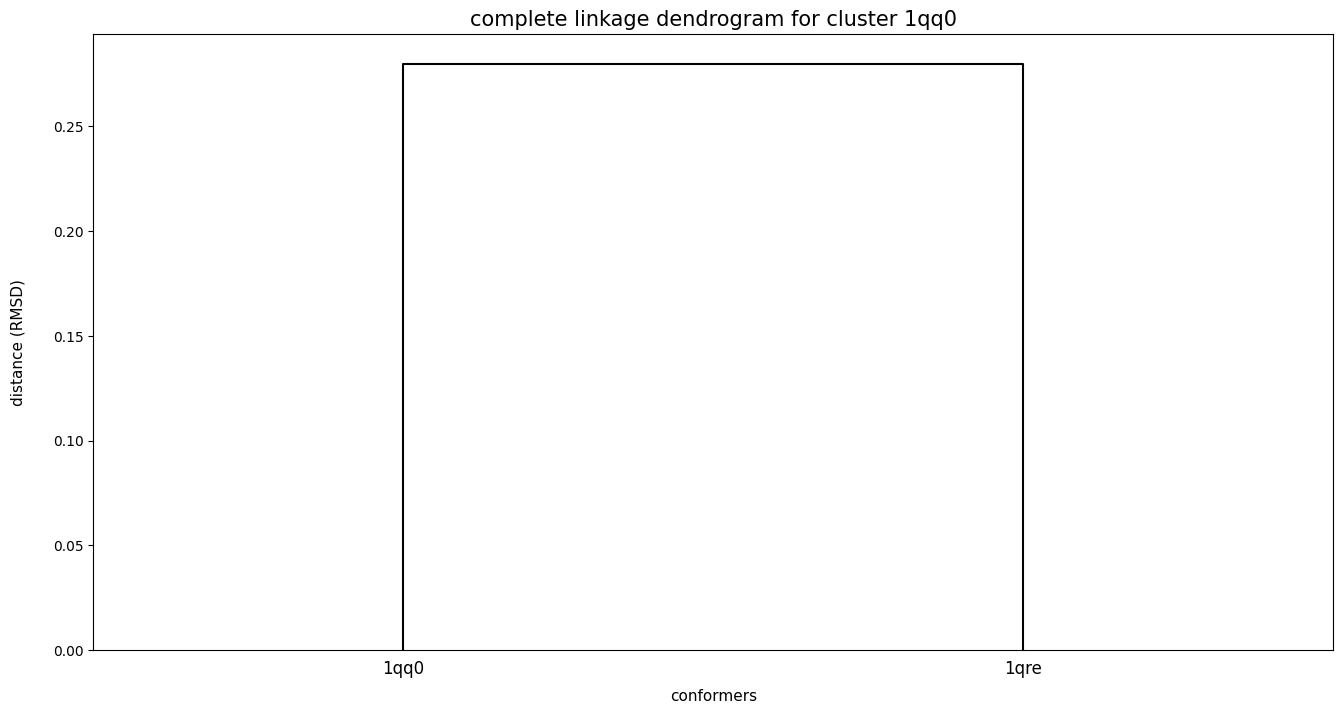 complete linkage dendrogram for cluster 1qq0
distance (RMSD)
0.25
0.20
0.15
0.10
0.05
0.00
1qq0 1qre
conformers